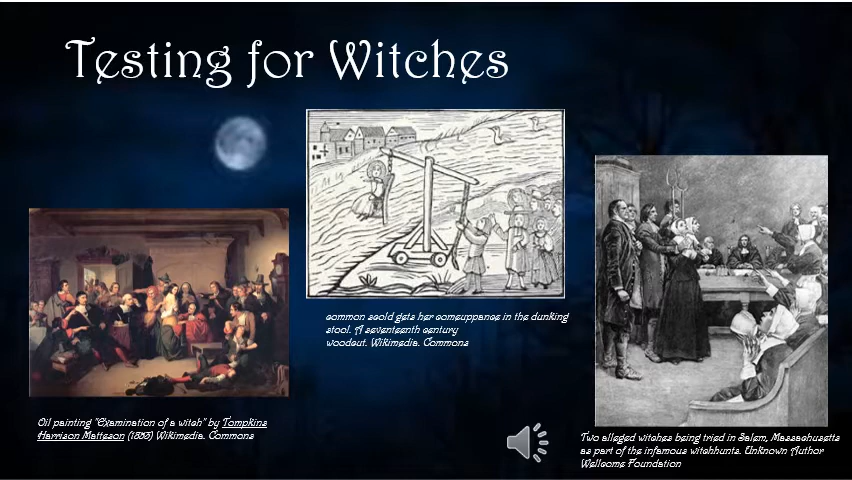 Testing for Witches
common scold gets her comeuppance in the dunking
stool. A seventeenth century
woodcut. Wikimedia. Commons
Oil painting "Examination of a witch" by Tompkins
Harrison Matteson (1853) Wikimedia. Commons
Two alleged witches being tried in Salem, Massachusetts
as part of the infamous witchhunts. Unknown Author
Wellcome Foundation